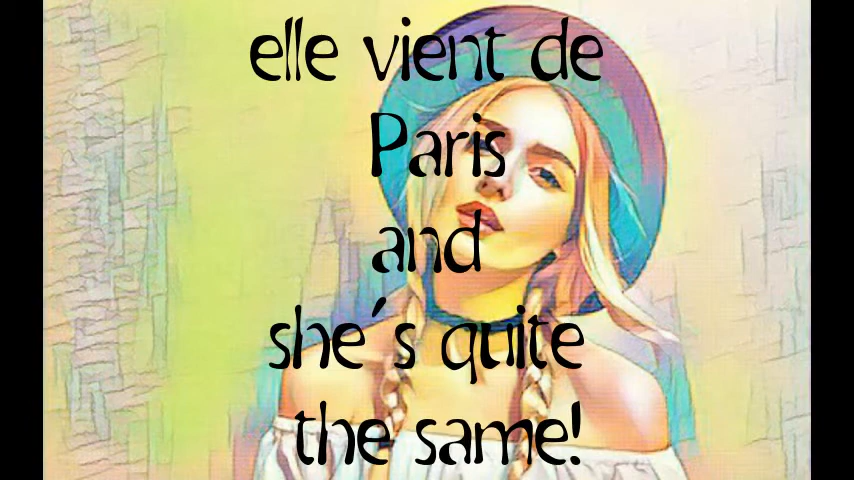 elle vient de
Paris
and
she's quite
the same!